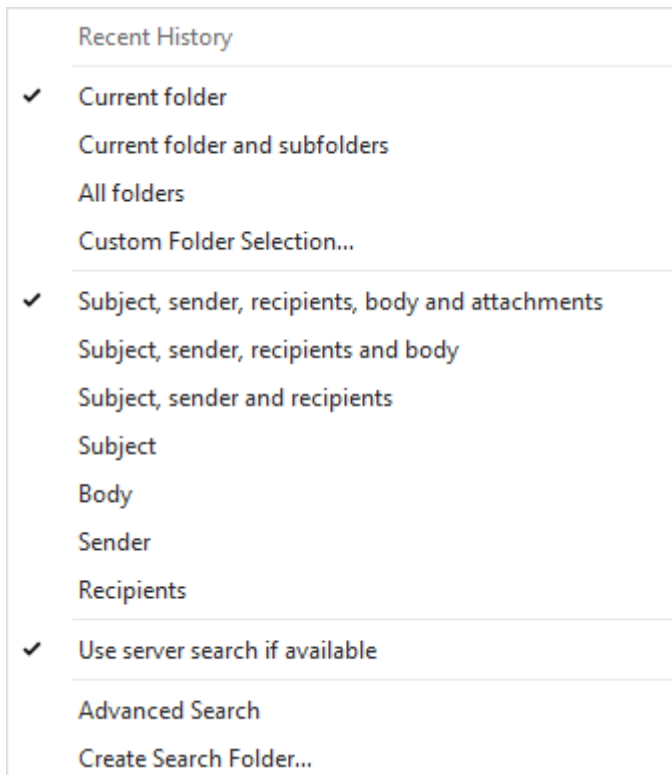 Recent History
Current folder
Current folder and subfolders
All folders
Custom Folder Selection...
Subject, sender, recipients, body and attachments
Subject, sender, recipients and body
Subject, sender and recipients
Subject
Body
Sender
Recipients
Use server search if available
Advanced Search
Create Search Folder...